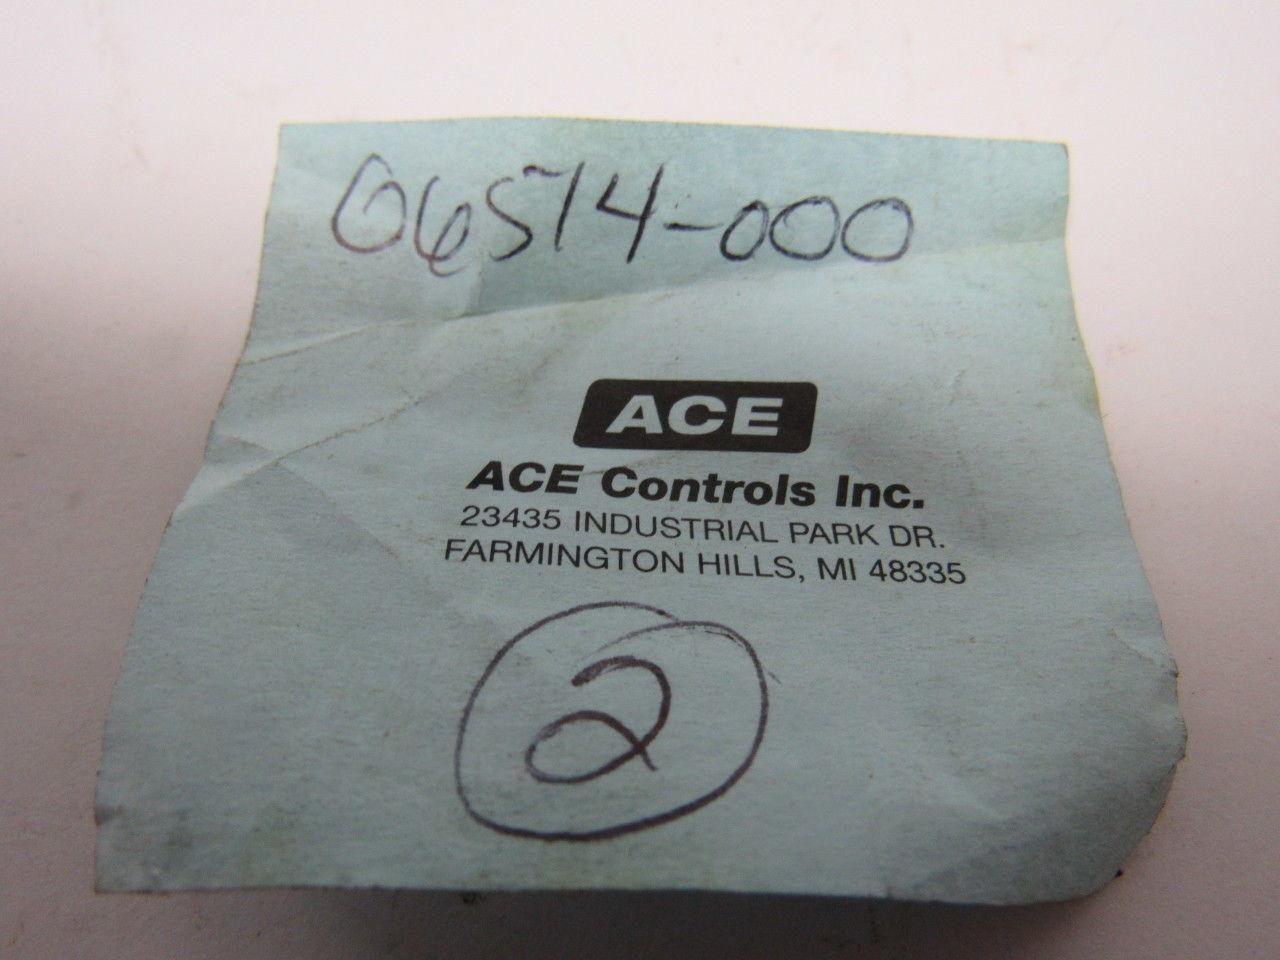 06514-000
ACE
ACE Controls Inc.
23435 INDUSTRIAL PARK DR.
FARMINGTON HILLS, MI 48335
2